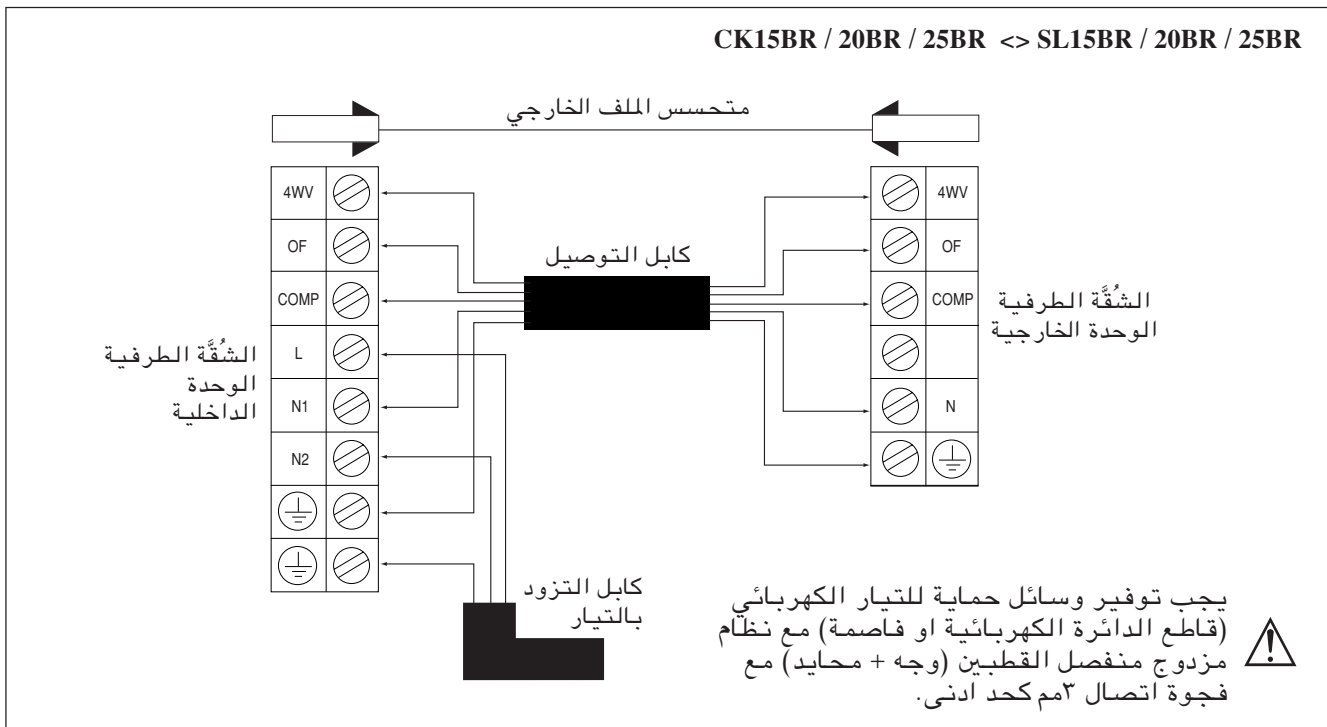 CK15BR / 20BR / 25BR <> SL15BR / 20BR / 25BR
متحسس الملف الخارجي
4WV
OF
COMP
L
N1
N2
الشُقَّة الطرفية
الوحدة
الداخلية
كابل التوصيل
4WV
OF
COMP
N
الشُقَّة الطرفية
الوحدة الخارجية
كابل التزود
بالتيار
يجب توفير وسائل حماية للتيار الكهربائي
(قاطع الدائرة الكهربائية او فاصمة) مع نظام
مزدوج منفصل القطبين (وجه + محايد) مع
فجوة اتصال ٣مم كحد ادنى.